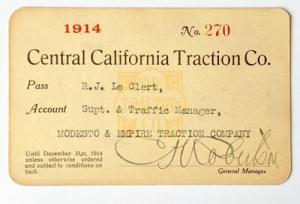 1914 No. 270
Central California Traction Co.
Pass R.J. Le Clert,
Account Supt. & Traffic Manager,
MODESTO & EMPIRE TRACTION COMPANY
Until December 31st, 1914
unless otherwise ordered
and subject to conditions on
back.
General Manager